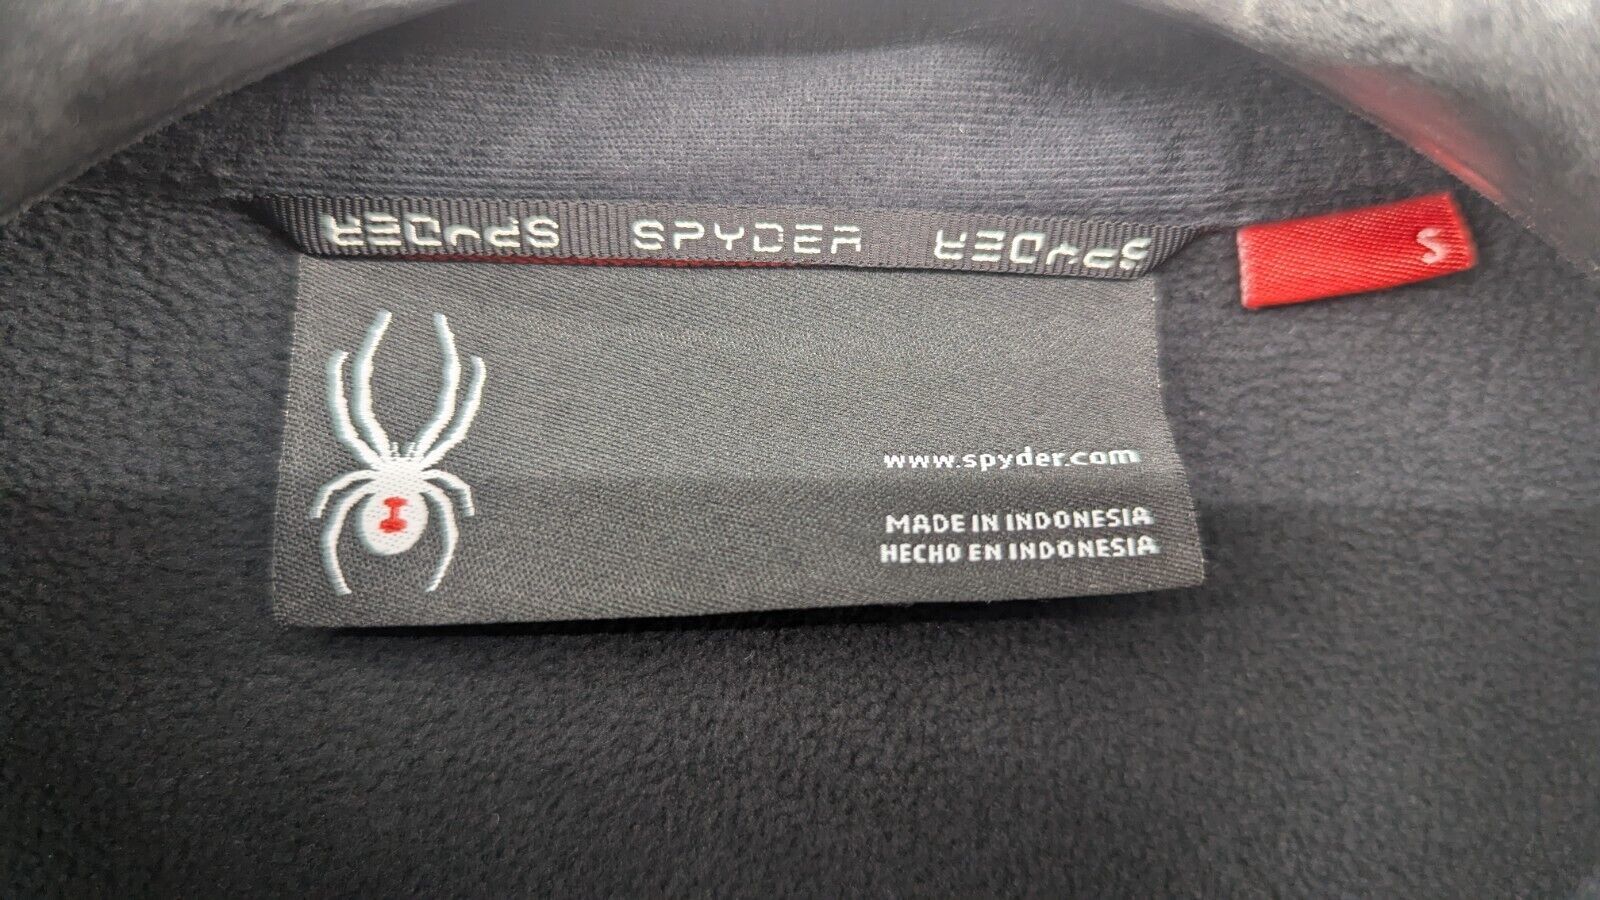 SPYDER SPYDER SPYDER
S
www.spyder.com
MADE IN INDONESIA
HECHO EN INDONESIA